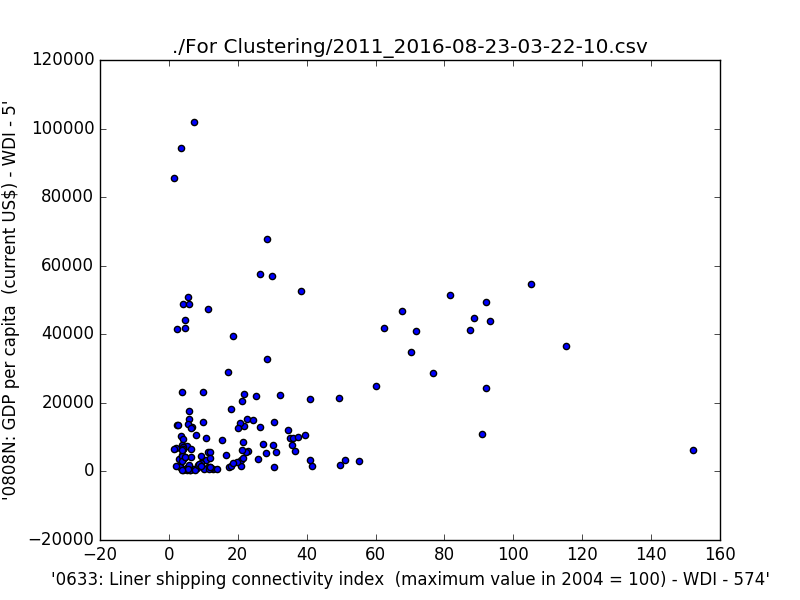 ./For Clustering/2011_2016-08-23-03-22-10.csv
120000
100000
80000
60000
40000
20000
0
−20000
−20 0 20 40 60 80 100 120 140 160
'0808N: GDP per capita  (current US$) - WDI - 5'
'0633: Liner shipping connectivity index  (maximum value in 2004 = 100) - WDI - 574'